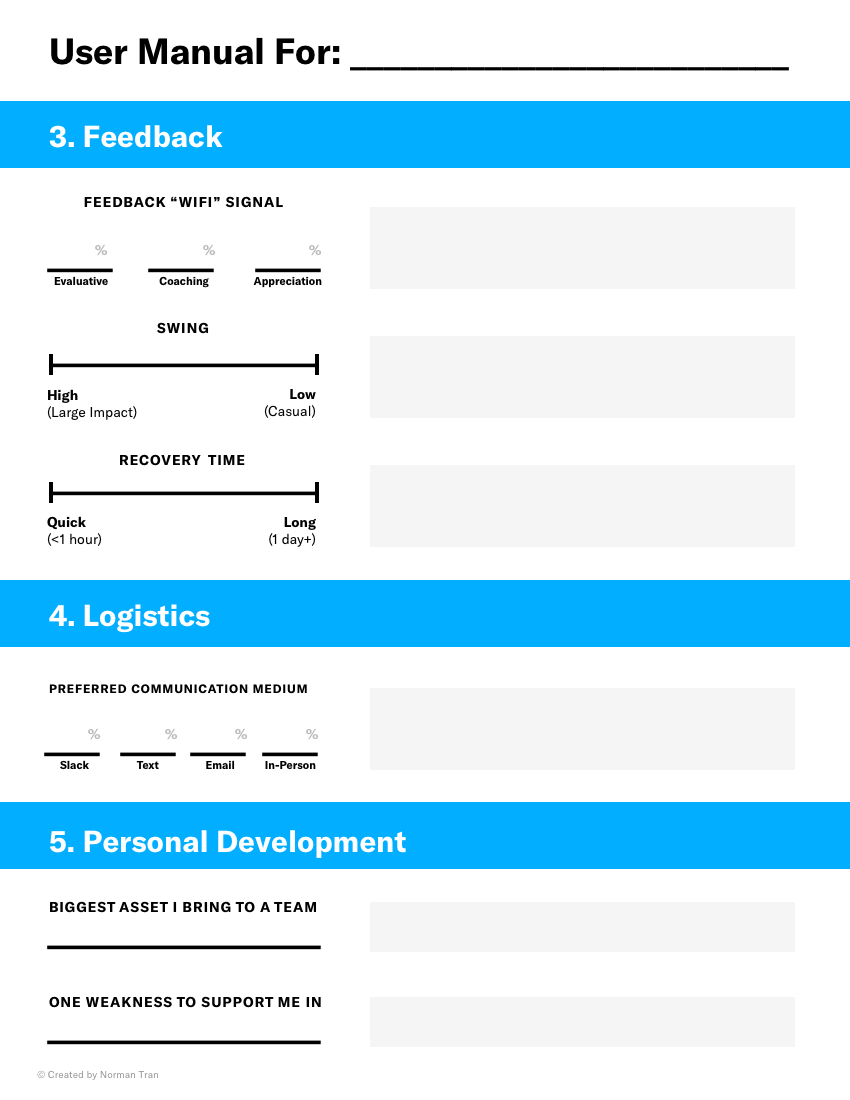 User Manual For: __________________________
3. Feedback
FEEDBACK “WIFI” SIGNAL
% % %
Evaluative Coaching Appreciation
SWING
High Low
(Large Impact) (Casual)
RECOVERY TIME
Quick Long
(<1 hour) (1 day+)
4. Logistics
PREFERRED COMMUNICATION MEDIUM
% % % %
Slack Text Email In-Person
5. Personal Development
BIGGEST ASSET I BRING TO A TEAM
ONE WEAKNESS TO SUPPORT ME IN
© Created by Norman Tran